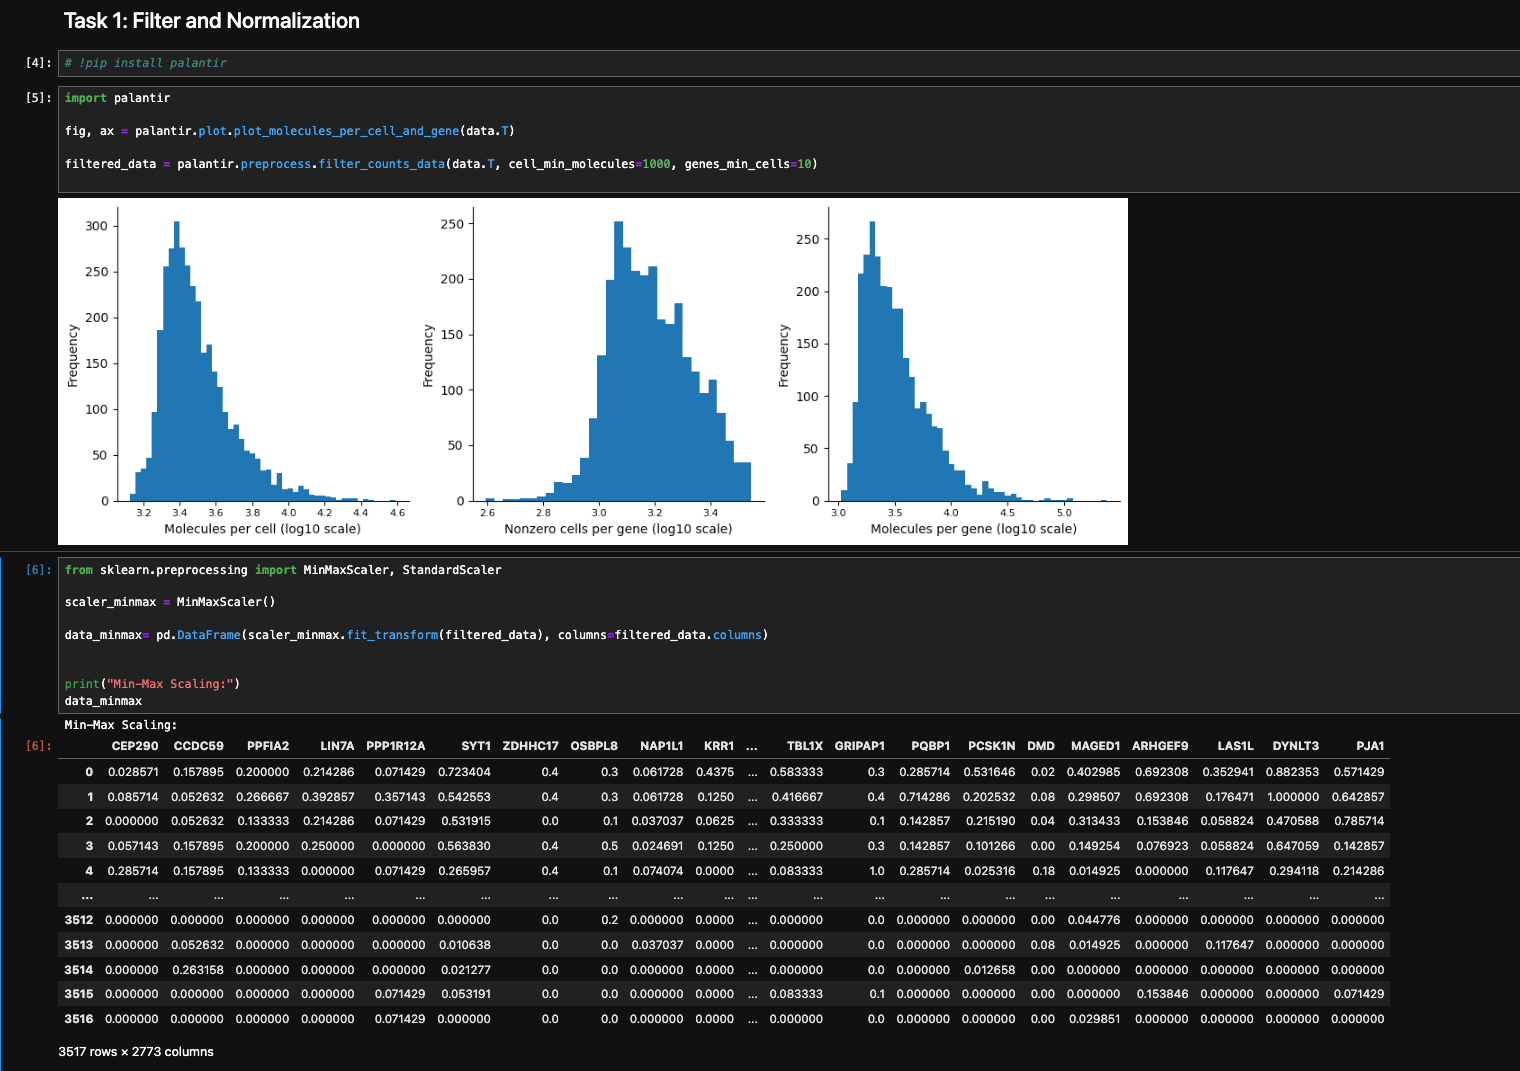 Task 1: Filter and Normalization
[4]: # !pip install palantir
[5]: import palantir
fig, ax = palantir.plot.plot_molecules_per_cell_and_gene(data.T)
filtered_data = palantir.preprocess.filter_counts_data(data.T, cell_min_molecules=1000, genes_min_cells=10)
300
250
200
150
100
50
0
Frequency
3.2 3.4 3.6 3.8 4.0 4.2 4.4 4.6
Molecules per cell (log10 scale)
250
200
150
100
50
0
Frequency
2.6 2.8 3.0 3.2 3.4
Nonzero cells per gene (log10 scale)
250
200
150
100
50
0
Frequency
3.0 3.5 4.0 4.5 5.0
Molecules per gene (log10 scale)
[6]: from sklearn.preprocessing import MinMaxScaler, StandardScaler
scaler_minmax = MinMaxScaler()
data_minmax= pd.DataFrame(scaler_minmax.fit_transform(filtered_data), columns=filtered_data.columns)
print("Min-Max Scaling:")
data_minmax
Min-Max Scaling:
[6]: CEP290 CCDC59 PPFIA2 LIN7A PPP1R12A SYT1 ZDHHC17 OSBPL8 NAP1L1 KRR1 ... TBL1X GRIPAP1 PQBP1 PCSK1N DMD MAGED1 ARHGEF9 LAS1L DYNLT3 PJA1
0 0.028571 0.157895 0.200000 0.214286 0.071429 0.723404 0.4 0.3 0.061728 0.4375 ... 0.583333 0.3 0.285714 0.531646 0.02 0.402985 0.692308 0.352941 0.882353 0.571429
1 0.085714 0.052632 0.266667 0.392857 0.357143 0.542553 0.4 0.3 0.061728 0.1250 ... 0.416667 0.4 0.714286 0.202532 0.08 0.298507 0.692308 0.176471 1.000000 0.642857
2 0.000000 0.052632 0.133333 0.214286 0.071429 0.531915 0.0 0.1 0.037037 0.0625 ... 0.333333 0.1 0.142857 0.215190 0.04 0.313433 0.153846 0.058824 0.470588 0.785714
3 0.057143 0.157895 0.200000 0.250000 0.000000 0.563830 0.4 0.5 0.024691 0.1250 ... 0.250000 0.3 0.142857 0.101266 0.00 0.149254 0.076923 0.058824 0.647059 0.142857
4 0.285714 0.157895 0.133333 0.000000 0.071429 0.265957 0.4 0.1 0.074074 0.0000 ... 0.083333 1.0 0.285714 0.025316 0.18 0.014925 0.000000 0.117647 0.294118 0.214286
... ... ... ... ... ... ... ... ... ... ... ... ... ... ... ... ... ... ... ... ... ...
3512 0.000000 0.000000 0.000000 0.000000 0.000000 0.000000 0.0 0.2 0.000000 0.0000 ... 0.000000 0.0 0.000000 0.000000 0.00 0.044776 0.000000 0.000000 0.000000 0.000000
3513 0.000000 0.052632 0.000000 0.000000 0.000000 0.010638 0.0 0.0 0.037037 0.0000 ... 0.000000 0.0 0.000000 0.000000 0.08 0.014925 0.000000 0.117647 0.000000 0.000000
3514 0.000000 0.263158 0.000000 0.000000 0.000000 0.021277 0.0 0.0 0.000000 0.0000 ... 0.000000 0.0 0.000000 0.012658 0.00 0.000000 0.000000 0.000000 0.000000 0.000000
3515 0.000000 0.000000 0.000000 0.000000 0.071429 0.053191 0.0 0.0 0.000000 0.0000 ... 0.083333 0.1 0.000000 0.000000 0.00 0.000000 0.153846 0.000000 0.000000 0.071429
3516 0.000000 0.000000 0.000000 0.000000 0.071429 0.000000 0.0 0.0 0.000000 0.0000 ... 0.000000 0.0 0.000000 0.000000 0.00 0.029851 0.000000 0.000000 0.000000 0.000000
3517 rows × 2773 columns